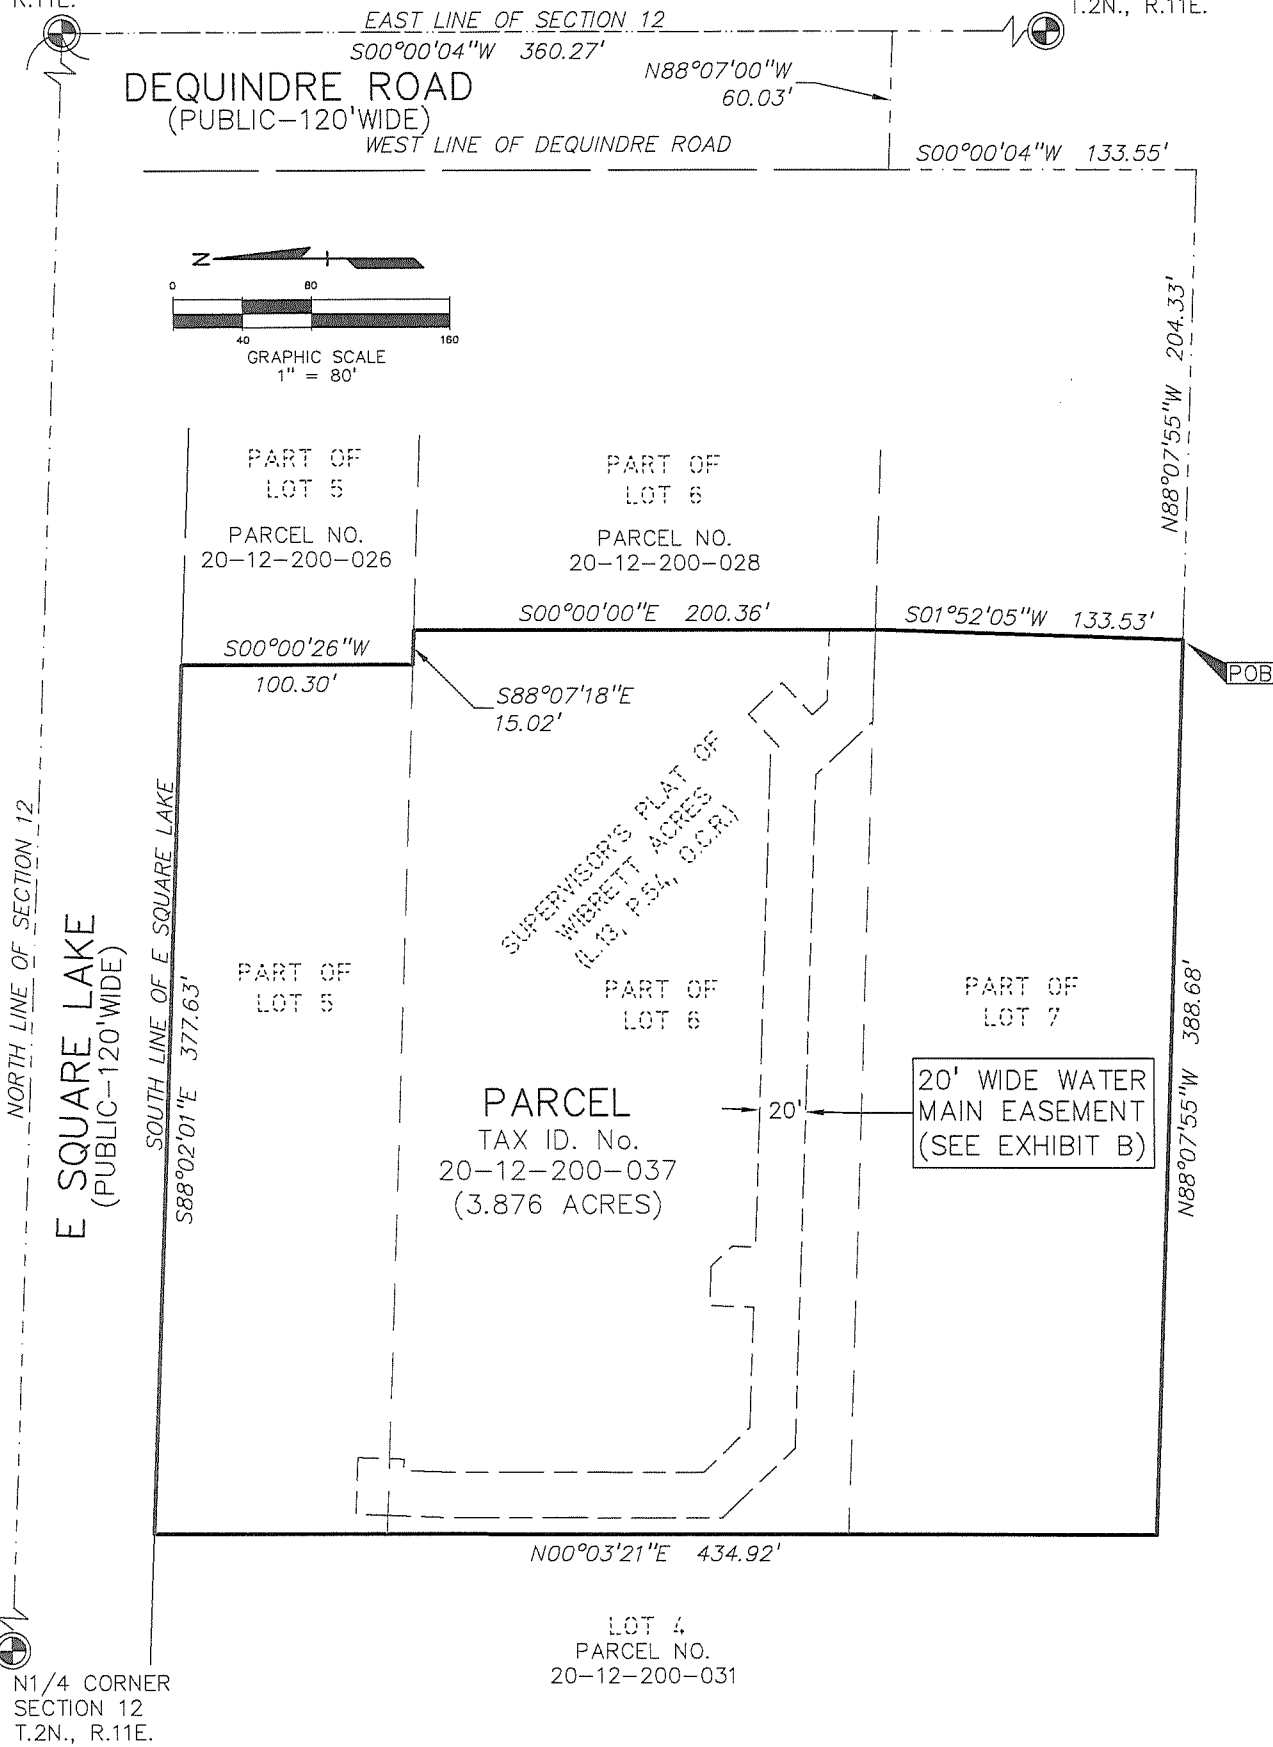 R.11E.
T.2N., R.11E.
EAST LINE OF SECTION 12
S00°00'04"W 360.27'
DEQUINDRE ROAD
(PUBLIC-120'WIDE)
N88°07'00"W
60.03'
WEST LINE OF DEQUINDRE ROAD
S00°00'04"W 133.55'
N
0 80
40 160
GRAPHIC SCALE
1" = 80'
N88°07'55"W 204.33'
PART OF
LOT 5
PARCEL NO.
20-12-200-026
PART OF
LOT 6
PARCEL NO.
20-12-200-028
S00°00'00"E 200.36'
S01°52'05"W 133.53'
S00°00'26"W
100.30'
S88°07'18"E
15.02'
POB
SUPERVISOR'S PLAT OF
WIBRETT ACRES
(L.13, P.54, O.C.R.)
NORTH LINE OF SECTION 12
E SQUARE LAKE
(PUBLIC-120'WIDE)
SOUTH LINE OF E SQUARE LAKE
S88°02'01"E 377.63'
PART OF
LOT 5
PART OF
LOT 6
PART OF
LOT 7
N88°07'55"W 388.68'
PARCEL
TAX ID. No.
20-12-200-037
(3.876 ACRES)
20'
20' WIDE WATER
MAIN EASEMENT
(SEE EXHIBIT B)
N00°03'21"E 434.92'
LOT 4
PARCEL NO.
20-12-200-031
N1/4 CORNER
SECTION 12
T.2N., R.11E.